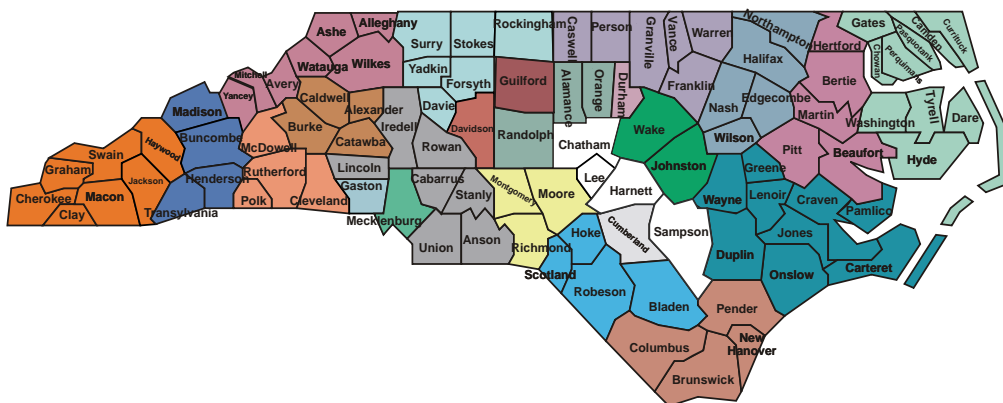 Alleghany
Ashe
Surry
Stokes
Rockingham
Caswell
Person
Granville
Vance
Warren
Northampton
Gates
Camden
Currituck
Pasquotank
Perquimans
Chowan
Hertford
Halifax
Watauga
Wilkes
Yadkin
Forsyth
Guilford
Alamance
Orange
Durham
Franklin
Bertie
Mitchell
Avery
Yancey
Caldwell
Alexander
Iredell
Davie
Davidson
Randolph
Nash
Edgecombe
Martin
Washington
Tyrell
Dare
Madison
Buncombe
Burke
Catawba
McDowell
Rowan
Chatham
Wake
Wilson
Pitt
Beaufort
Hyde
Swain
Haywood
Graham
Jackson
Cherokee
Macon
Clay
Henderson
Transylvania
Rutherford
Polk
Cleveland
Lincoln
Gaston
Mecklenburg
Cabarrus
Stanly
Montgomery
Moore
Lee
Harnett
Johnston
Greene
Lenoir
Wayne
Craven
Pamlico
Jones
Union
Anson
Richmond
Hoke
Cumberland
Sampson
Duplin
Onslow
Carteret
Scotland
Robeson
Bladen
Pender
Columbus
New
Hanover
Brunswick